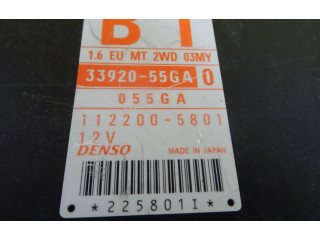 B I
1.6 EU MT 2WD 03MY
33920-55GA-0
055GA
112200-5801
12V
DENSO MADE IN JAPAN
*225801I*